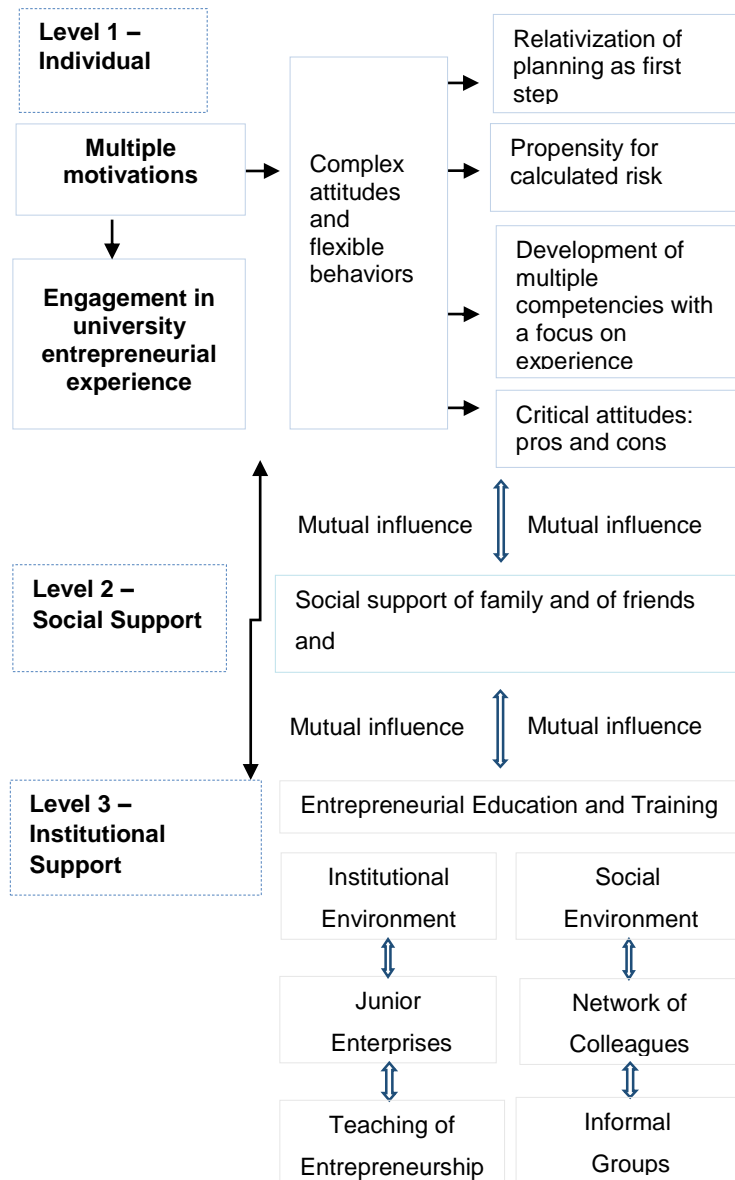 Level 1 –
Individual
Multiple
motivations
Engagement in
university
entrepreneurial
experience
Complex
attitudes
and
flexible
behaviors
Relativization of
planning as first
step
Propensity for
calculated risk
Development of
multiple
competencies with
a focus on
experience
Critical attitudes:
pros and cons
Mutual influence
Mutual influence
Level 2 –
Social Support
Social support of family and of friends
and
Mutual influence
Mutual influence
Level 3 –
Institutional
Support
Entrepreneurial Education and Training
Institutional
Environment
Social
Environment
Junior
Enterprises
Network of
Colleagues
Teaching of
Entrepreneurship
Informal
Groups